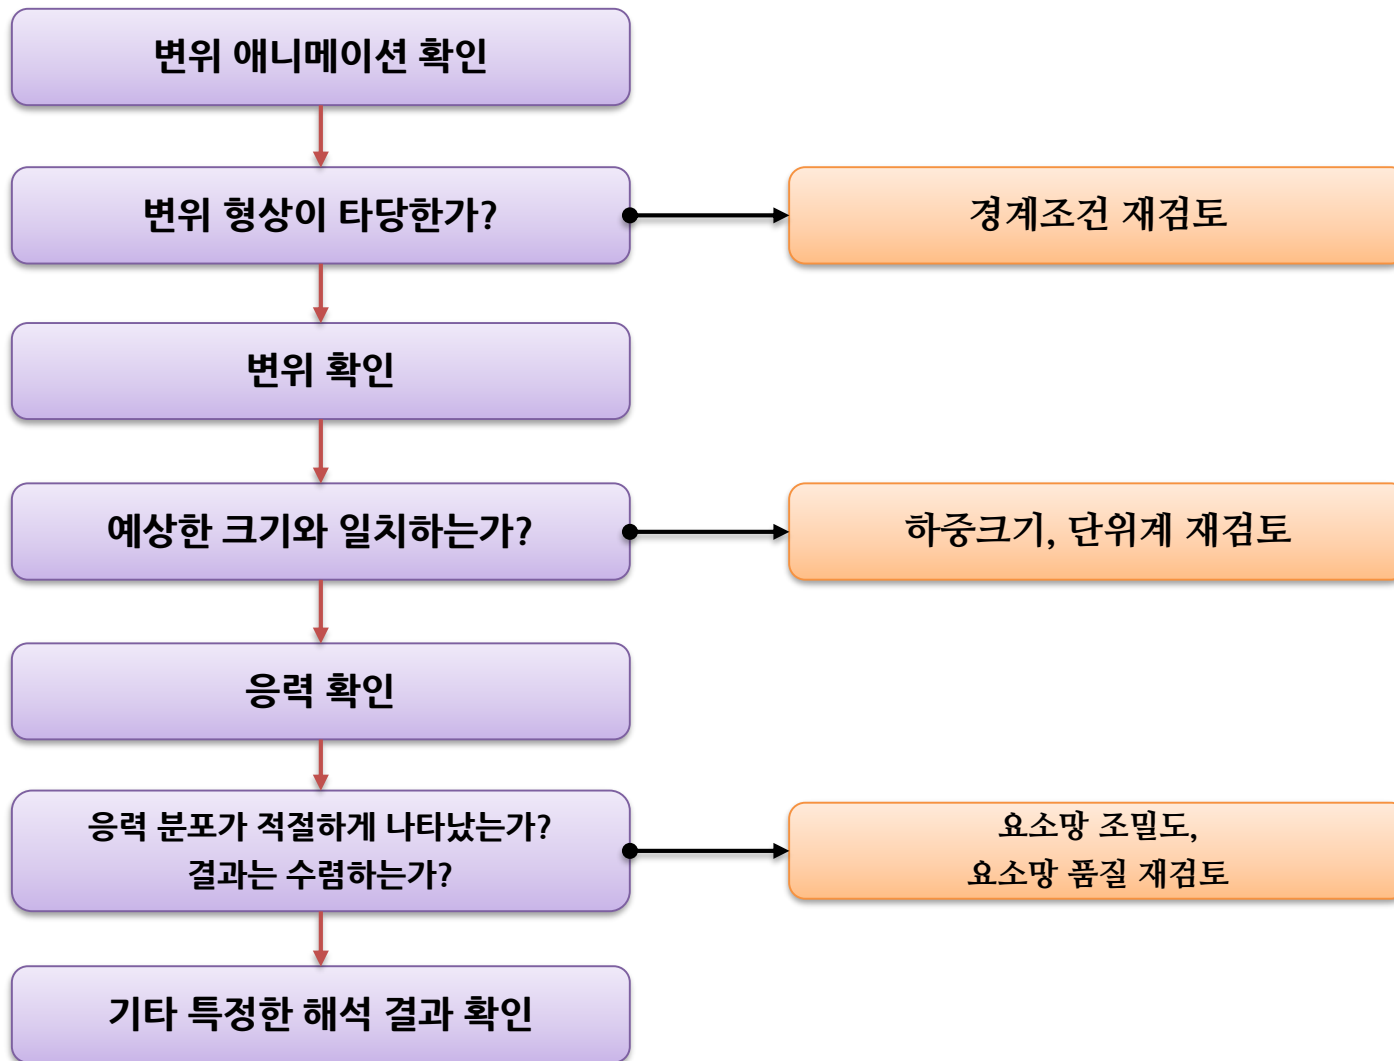 변위 애니메이션 확인
변위 형상이 타당한가?
경계조건 재검토
변위 확인
예상한 크기와 일치하는가?
하중크기, 단위계 재검토
응력 확인
응력 분포가 적절하게 나타났는가?
결과는 수렴하는가?
요소망 조밀도,
요소망 품질 재검토
기타 특정한 해석 결과 확인